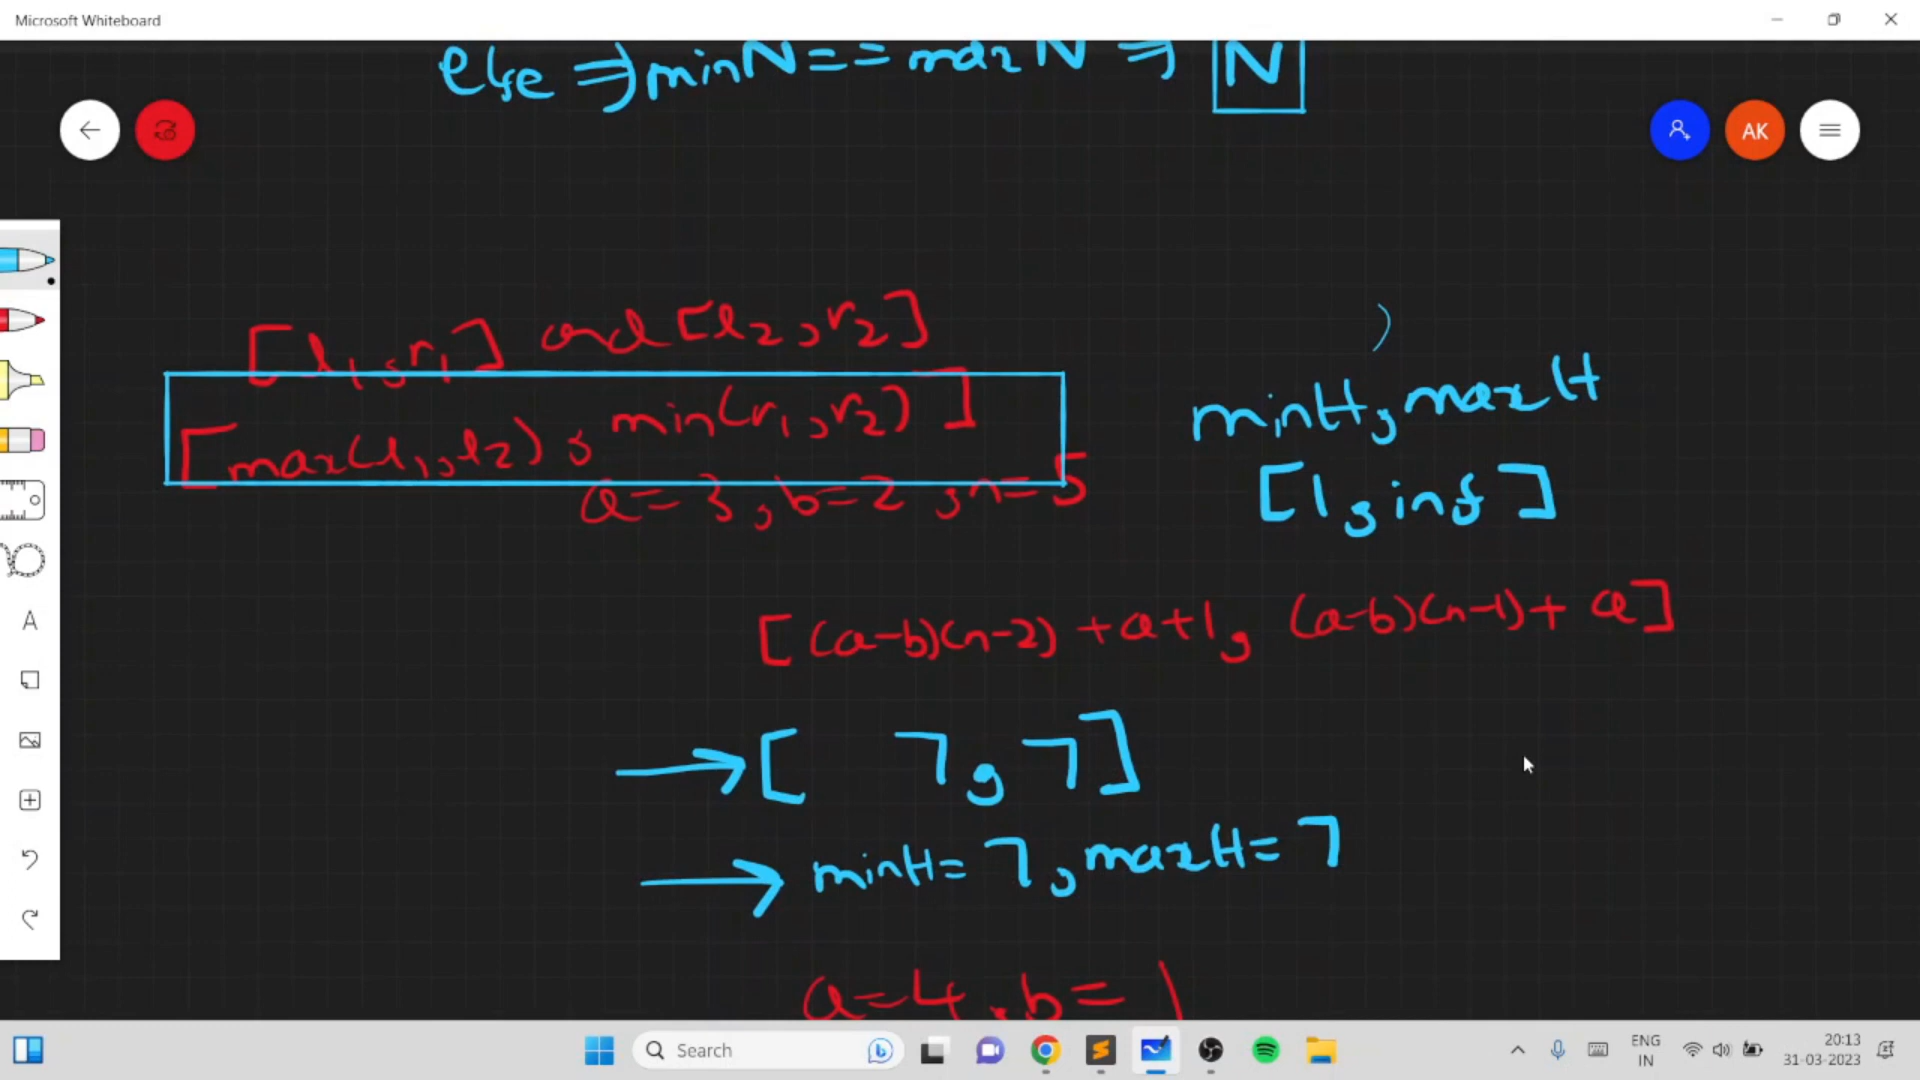 Microsoft Whiteboard
else ⇒ minN == maxN ⇒ N
AK
[l1, r1] and [l2, r2]
[max(l1, l2), min(r1, r2)]
a=3, b=2, n=5
minH, maxH
[1, inf]
[(a-b)(n-2) +a+1, (a-b)(n-1) + a]
→ [ 7, 7]
→ minH= 7, maxH= 7
a=4, b= 1
A
Search
ENG
IN
20:13
31-03-2023